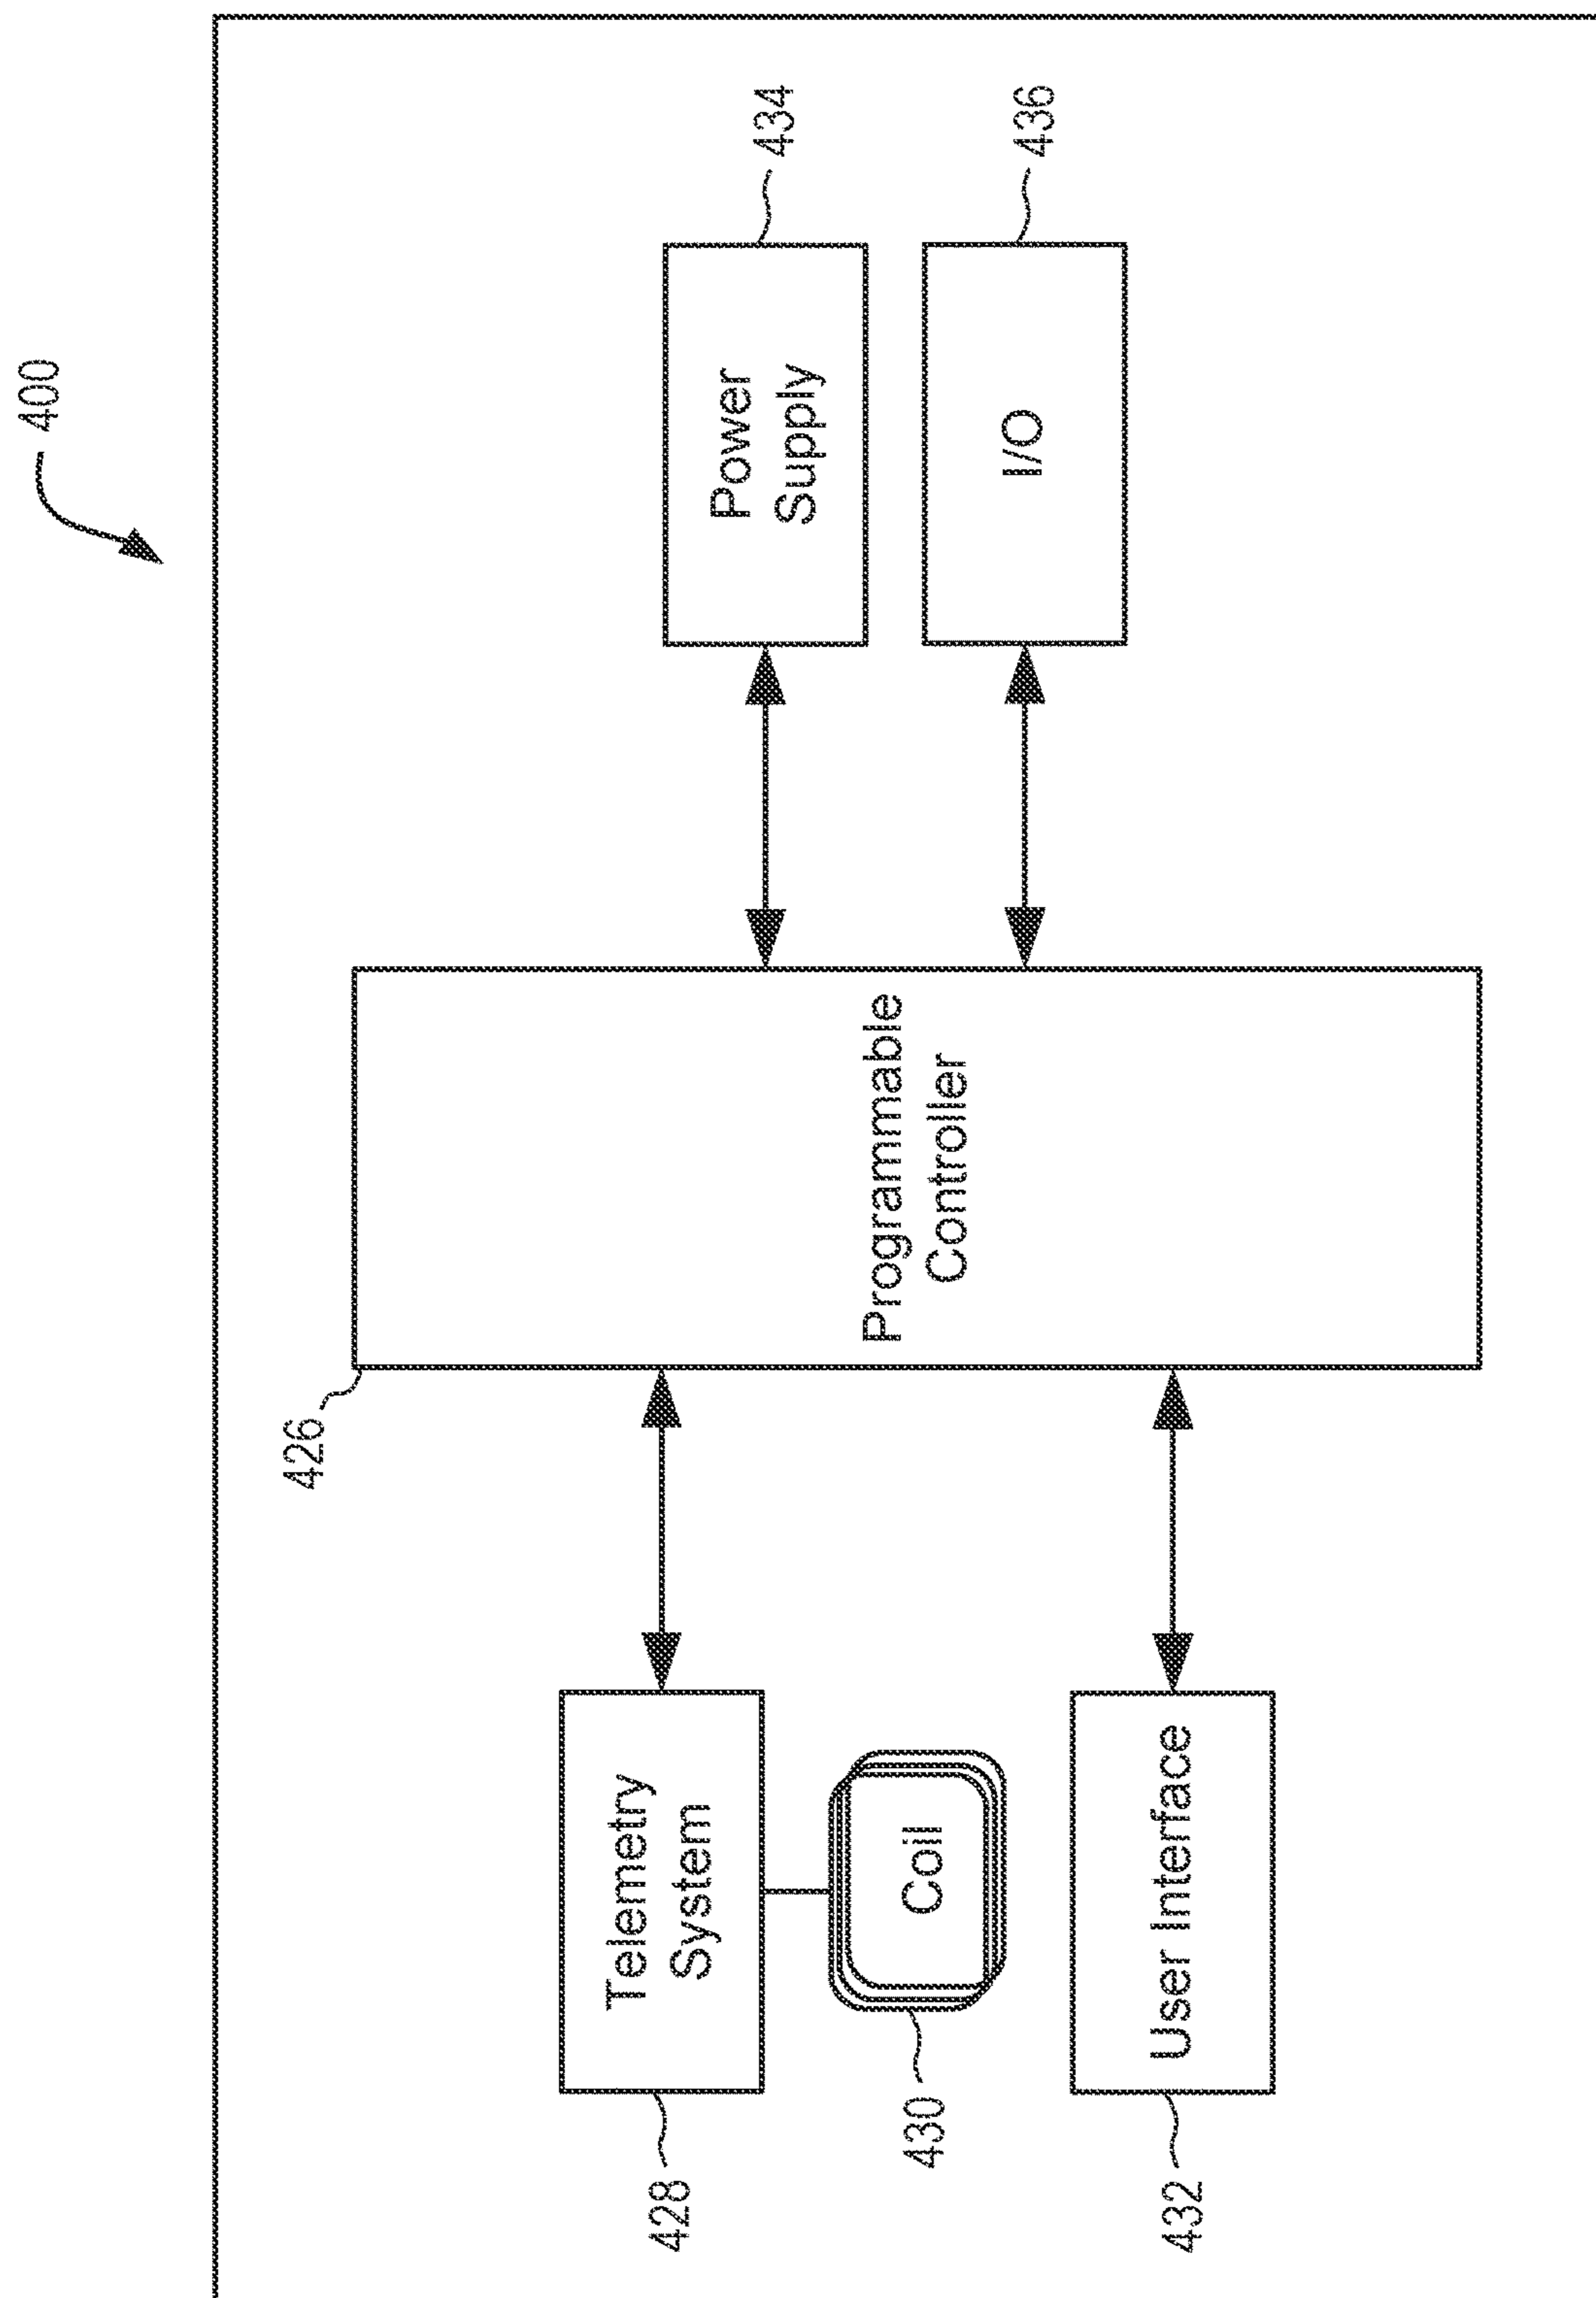 400
426
428
Telemetry
System
430
Coil
432
User Interface
Programmable
Controller
Power
Supply
434
I/O
436